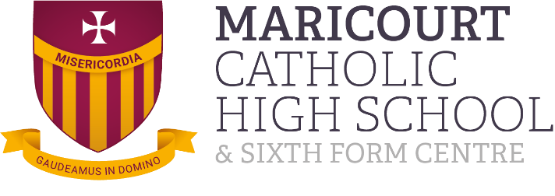 MISERICORDIA
GAUDEAMUS IN DOMINO
MARICOURT
CATHOLIC
HIGH SCHOOL
& SIXTH FORM CENTRE